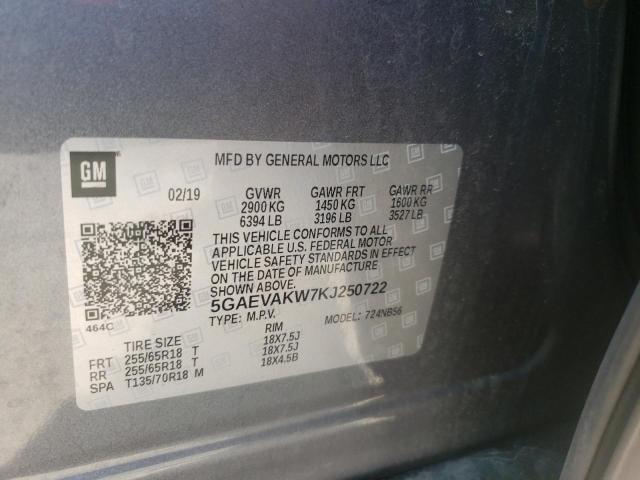 GM
MFD BY GENERAL MOTORS LLC
02/19 GVWR GAWR FRT GAWR RR
2900 KG 1450 KG 1600 KG
6394 LB 3196 LB 3527 LB
THIS VEHICLE CONFORMS TO ALL
APPLICABLE U.S. FEDERAL MOTOR
VEHICLE SAFETY STANDARDS IN EFFECT
ON THE DATE OF MANUFACTURE
SHOWN ABOVE.
464C 5GAEVAKW7KJ250722
TYPE: M.P.V. MODEL: 724NB56
TIRE SIZE RIM
FRT 255/65R18 T 18X7.5J
RR 255/65R18 T 18X7.5J
SPA T135/70R18 M 18X4.5B